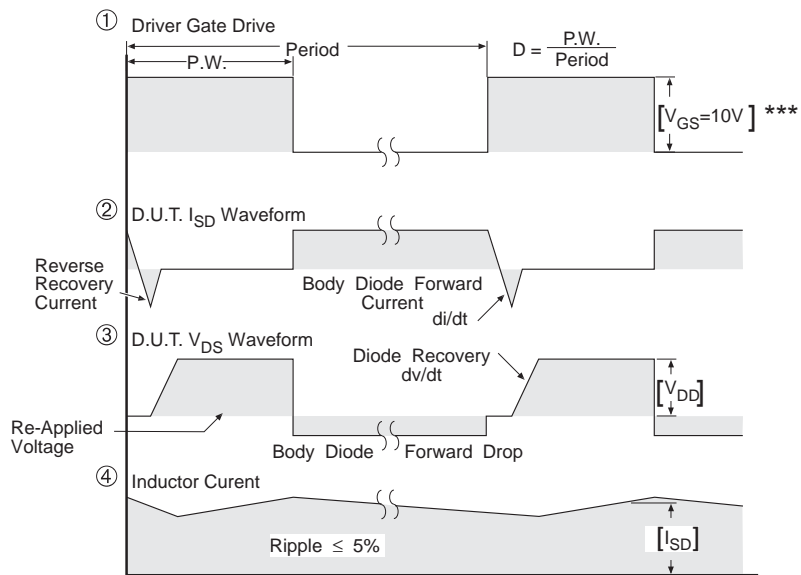 ① Driver Gate Drive
Period
P.W.
D = P.W. / Period
[VGS=10V] ***
② D.U.T. ISD Waveform
Reverse
Recovery
Current
Body Diode Forward
Current
di/dt
③ D.U.T. VDS Waveform
Diode Recovery
dv/dt
[VDD]
Re-Applied
Voltage
Body Diode Forward Drop
④ Inductor Curent
Ripple ≤ 5%
[ISD]